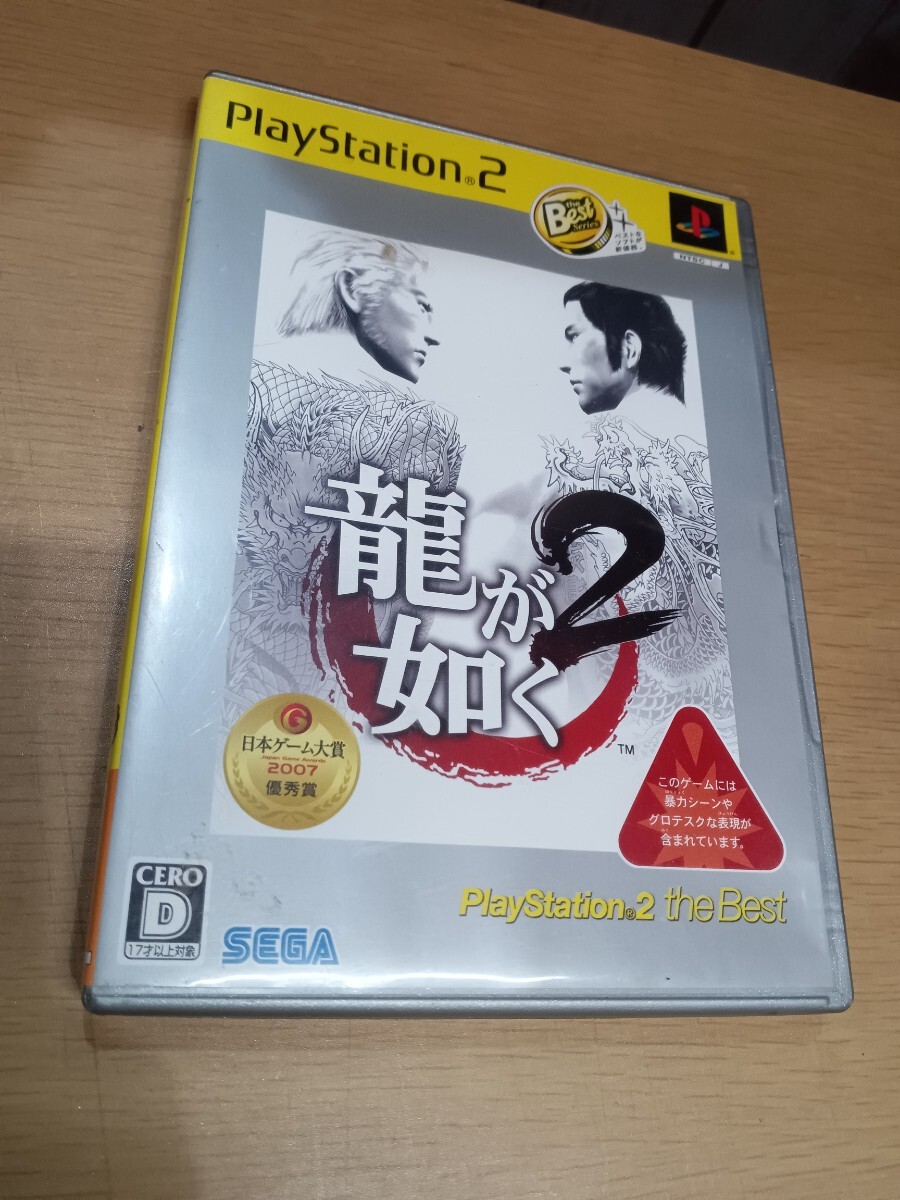 PlayStation®2
the
Best
Series
ベストな
ソフトが
新価格。
NTSC J
龍が
如く
2
TM
G
日本ゲーム大賞
Japan Game Awards
2007
優秀賞
このゲームには
暴力シーンや
グロテスクな表現が
含まれています。
PlayStation®2 the Best
CERO
D
17才以上対象
SEGA